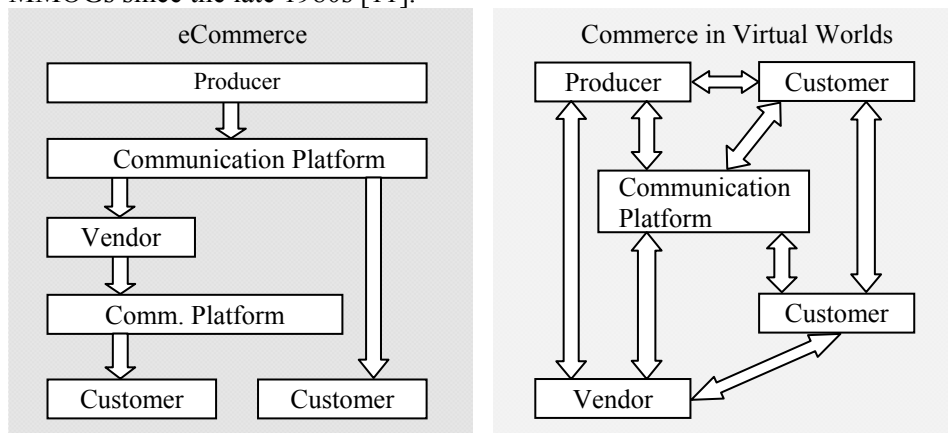 MMOGs since the late 1980s [11].
eCommerce
Producer
Communication Platform
Vendor
Comm. Platform
Customer
Customer
Commerce in Virtual Worlds
Producer
Customer
Communication
Platform
Customer
Vendor